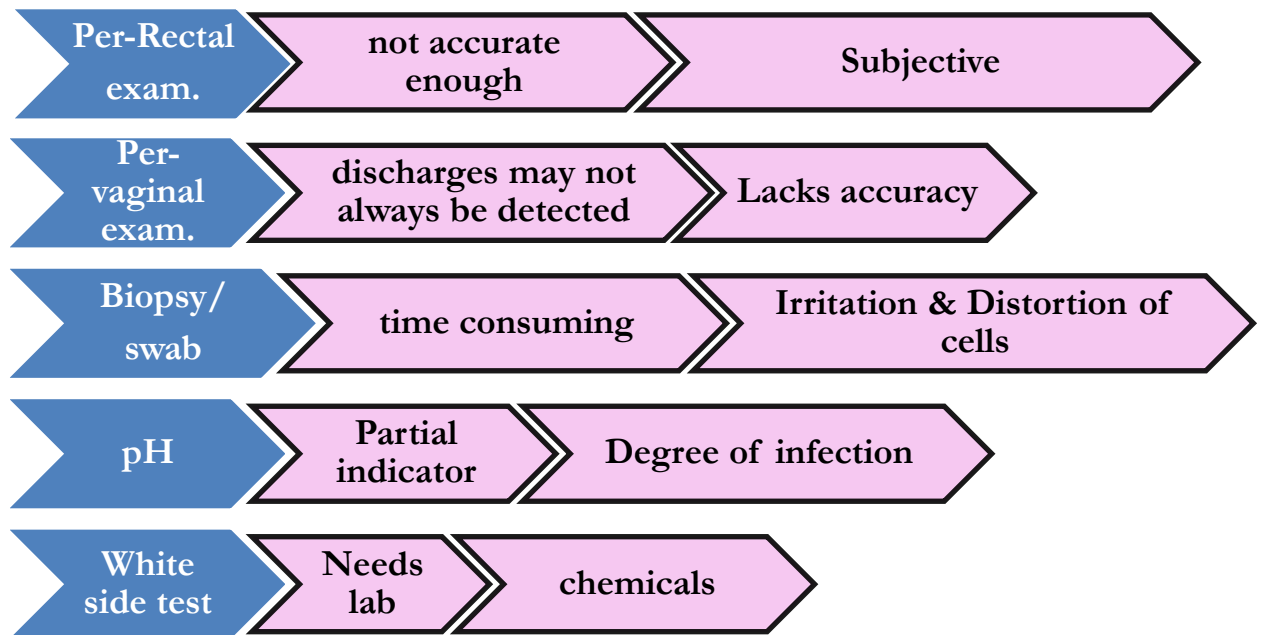 Per-Rectal
exam.
not accurate
enough
Subjective
Per-
vaginal
exam.
discharges may not
always be detected
Lacks accuracy
Biopsy/
swab
time consuming
Irritation & Distortion of
cells
pH
Partial
indicator
Degree of infection
White
side test
Needs
lab
chemicals